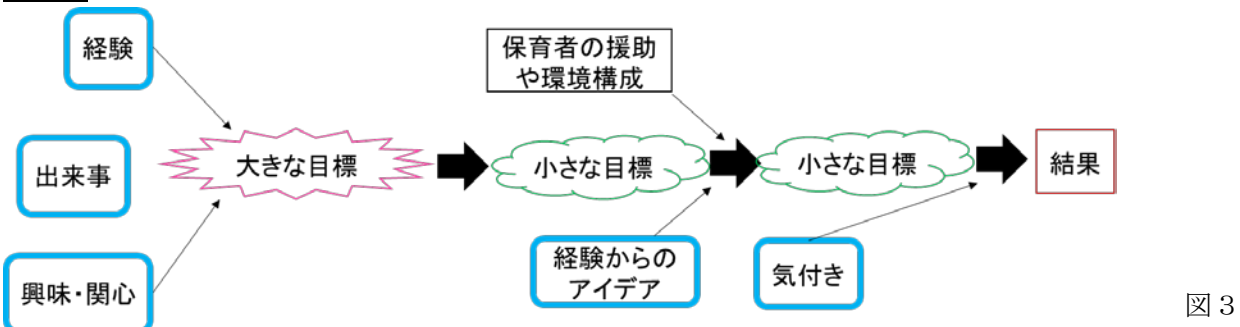 経験
出来事
興味・関心
大きな目標
小さな目標
保育者の援助
や環境構成
経験からの
アイデア
小さな目標
気付き
結果
図３